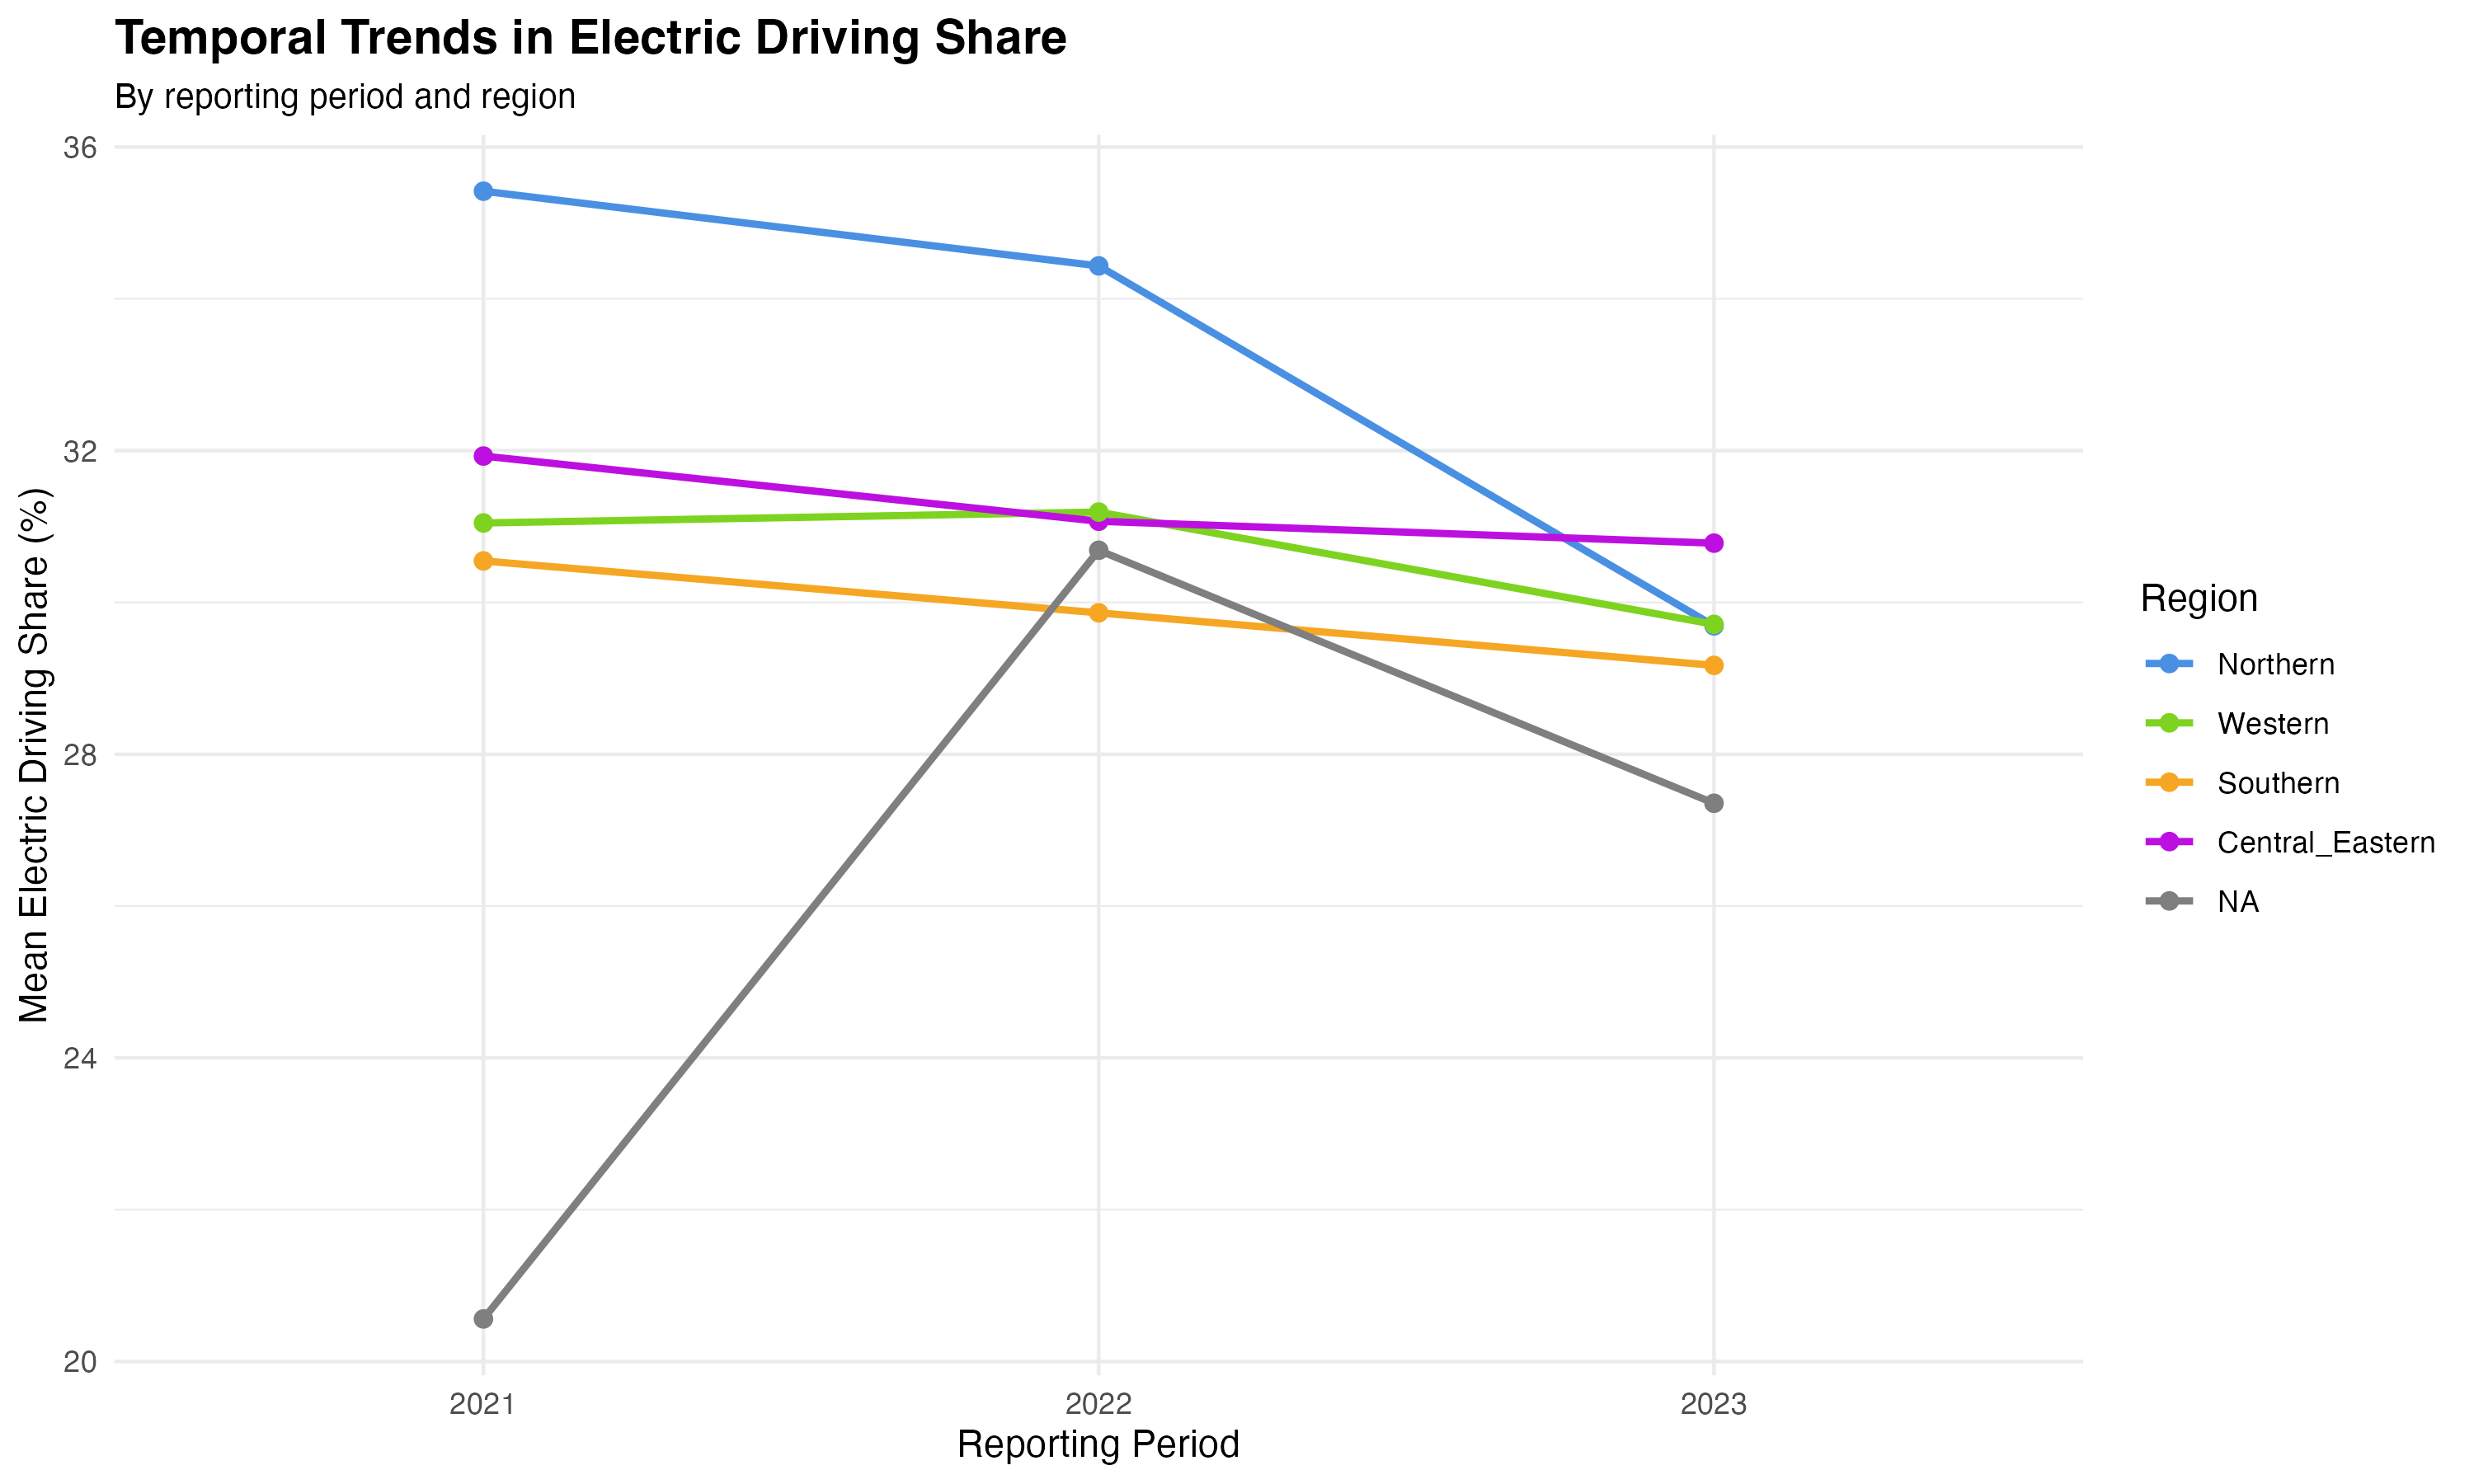 Temporal Trends in Electric Driving Share
By reporting period and region
Mean Electric Driving Share (%)
36
32
28
24
20
2021
2022
2023
Reporting Period
Region
Northern
Western
Southern
Central_Eastern
NA